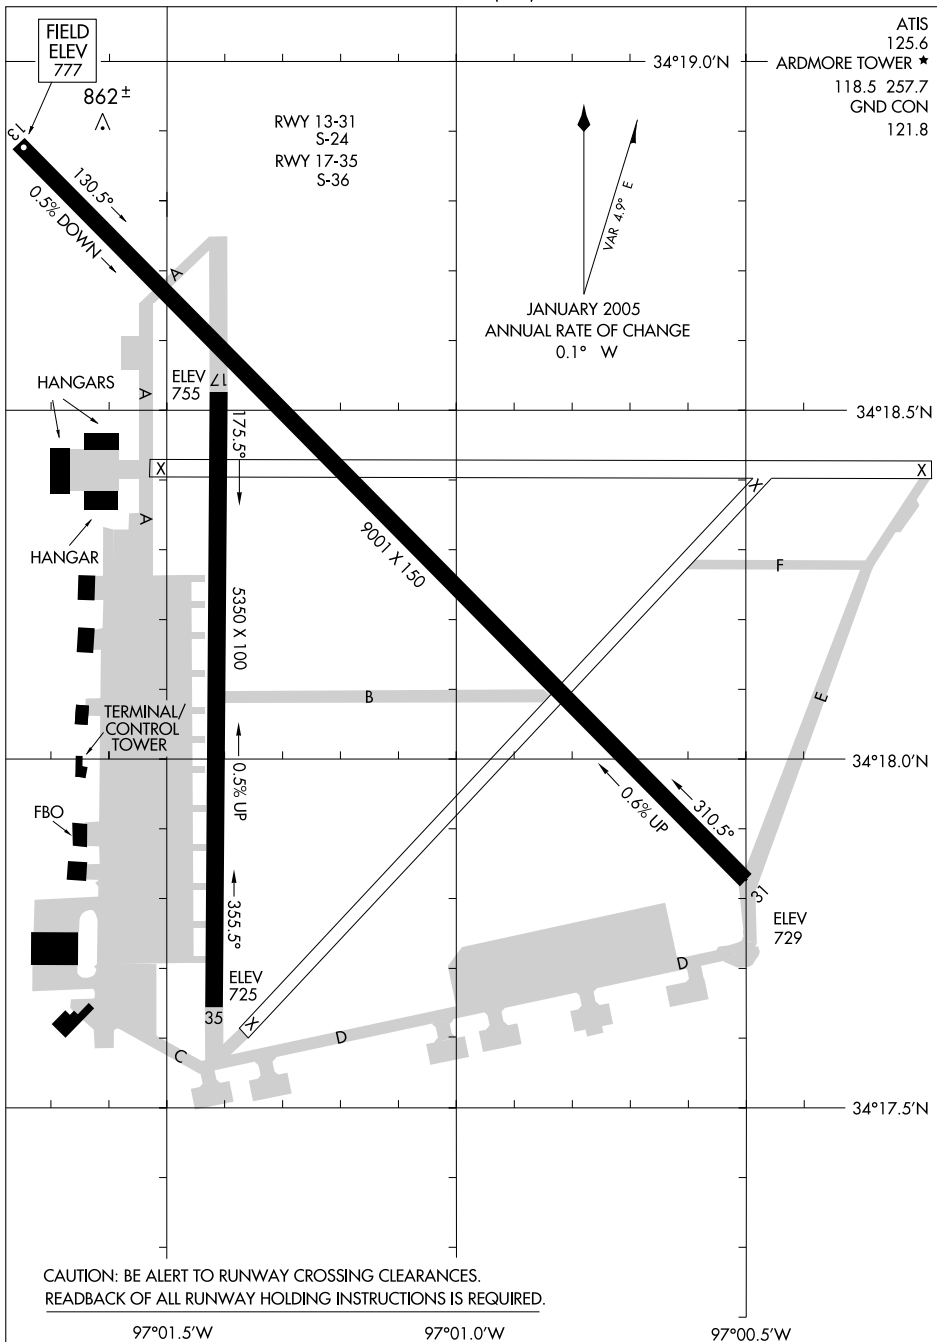 FIELD
ELEV
777
862±
13
RWY 13-31
S-24
RWY 17-35
S-36
34°19.0'N
ATIS
125.6
ARDMORE TOWER ★
118.5 257.7
GND CON
121.8
130.5°
0.5% DOWN
VAR 4.9° E
JANUARY 2005
ANNUAL RATE OF CHANGE
0.1° W
A
HANGARS
A
ELEV
755
17
34°18.5'N
175.5°
X
X
X
A
HANGAR
9001 X 150
F
5350 X 100
B
E
TERMINAL/
CONTROL
TOWER
34°18.0'N
0.5% UP
0.6% UP
310.5°
FBO
31
355.5°
ELEV
729
ELEV
725
D
35
X
D
C
34°17.5'N
CAUTION: BE ALERT TO RUNWAY CROSSING CLEARANCES.
READBACK OF ALL RUNWAY HOLDING INSTRUCTIONS IS REQUIRED.
97°01.5'W
97°01.0'W
97°00.5'W